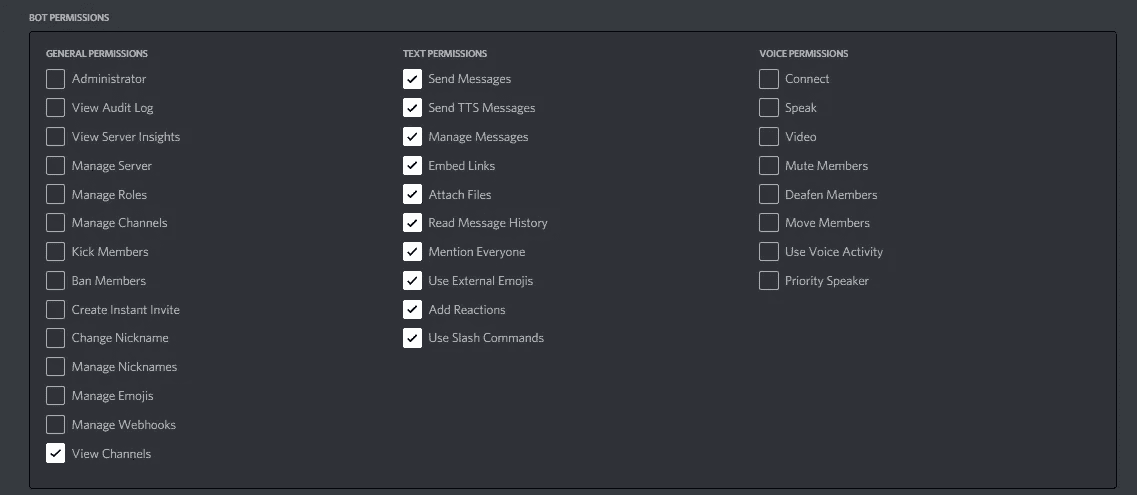 BOT PERMISSIONS
GENERAL PERMISSIONS
Administrator
View Audit Log
View Server Insights
Manage Server
Manage Roles
Manage Channels
Kick Members
Ban Members
Create Instant Invite
Change Nickname
Manage Nicknames
Manage Emojis
Manage Webhooks
View Channels
TEXT PERMISSIONS
Send Messages
Send TTS Messages
Manage Messages
Embed Links
Attach Files
Read Message History
Mention Everyone
Use External Emojis
Add Reactions
Use Slash Commands
VOICE PERMISSIONS
Connect
Speak
Video
Mute Members
Deafen Members
Move Members
Use Voice Activity
Priority Speaker